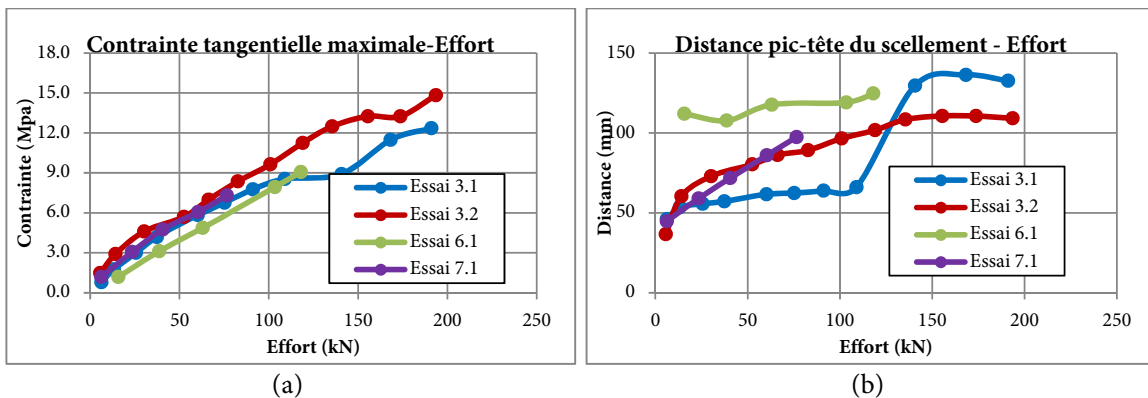 Contrainte tangentielle maximale-Effort
18.0
15.0
12.0
9.0
6.0
3.0
0.0
Contrainte (Mpa)
Essai 3.1
Essai 3.2
Essai 6.1
Essai 7.1
0 50 100 150 200 250
Effort (kN)
(a)
Distance pic-tête du scellement - Effort
150
100
50
0
Distance (mm)
Essai 3.1
Essai 3.2
Essai 6.1
Essai 7.1
0 50 100 150 200 250
Effort (kN)
(b)